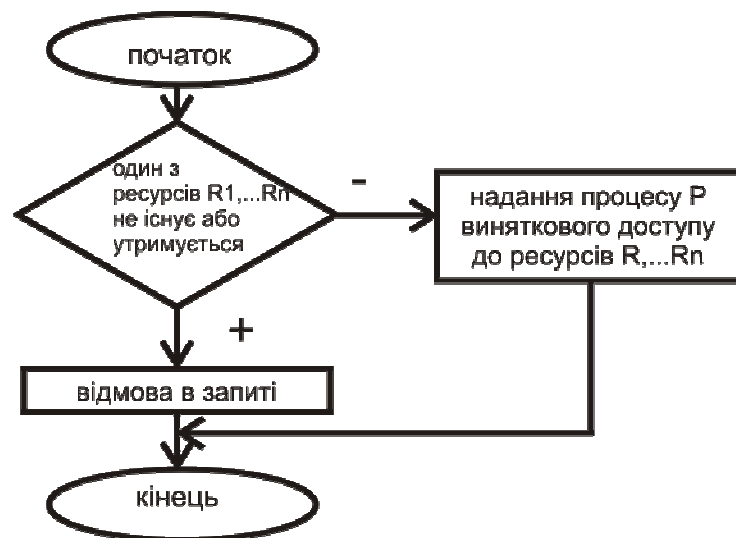 початок
один з
ресурсів R1,...Rn
не існує або
утримується
-
надання процесу P
виняткового доступу
до ресурсів R,...Rn
+
відмова в запиті
кінець